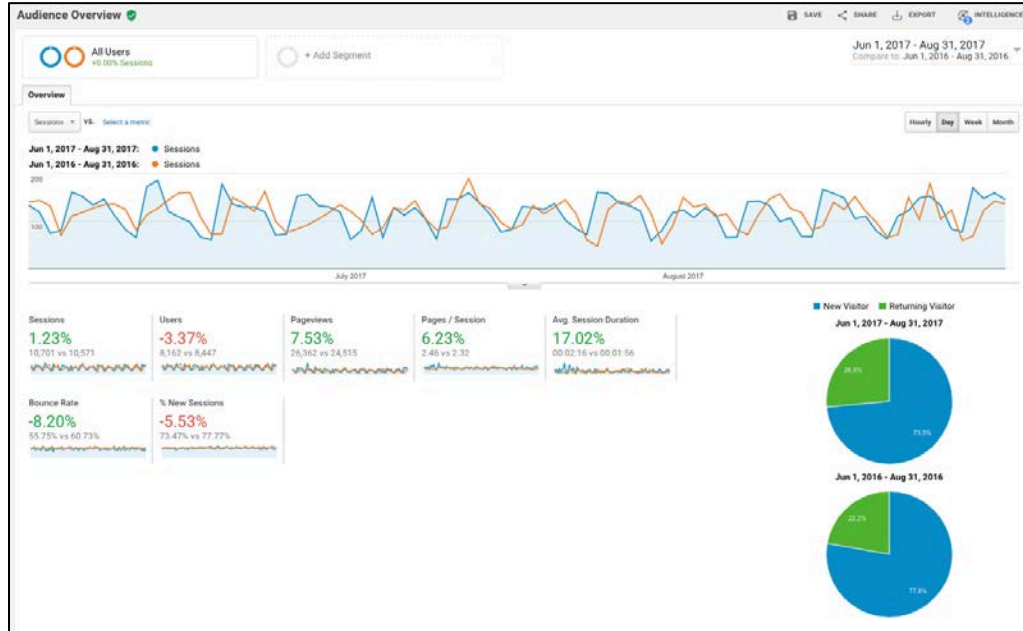 Audience Overview
SAVE SHARE EXPORT INTELLIGENCE
All Users
+0.00% Sessions
+ Add Segment
Jun 1, 2017 - Aug 31, 2017
Compare to: Jun 1, 2016 - Aug 31, 2016
Overview
Sessions VS. Select a metric
Hourly Day Week Month
Jun 1, 2017 - Aug 31, 2017: Sessions
Jun 1, 2016 - Aug 31, 2016: Sessions
200
100
July 2017 August 2017
New Visitor Returning Visitor
Jun 1, 2017 - Aug 31, 2017
Sessions Users Pageviews Pages / Session Avg. Session Duration
1.23% -3.37% 7.53% 6.23% 17.02%
10,701 vs 10,571 8,162 vs 8,447 26,362 vs 24,515 2.46 vs 2.32 00:02:16 vs 00:01:56
26.5%
73.5%
Bounce Rate % New Sessions
-8.20% -5.53%
55.75% vs 60.73% 73.47% vs 77.77%
Jun 1, 2016 - Aug 31, 2016
22.2%
77.8%